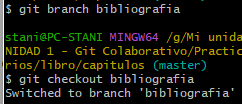 $ git branch bibliografia
stani@PC-STANI MINGW64 /g/Mi unida
NIDAD 1 - Git Colaborativo/Practic
rios/libro/capitulos (master)
$ git checkout bibliografia
Switched to branch 'bibliografia'